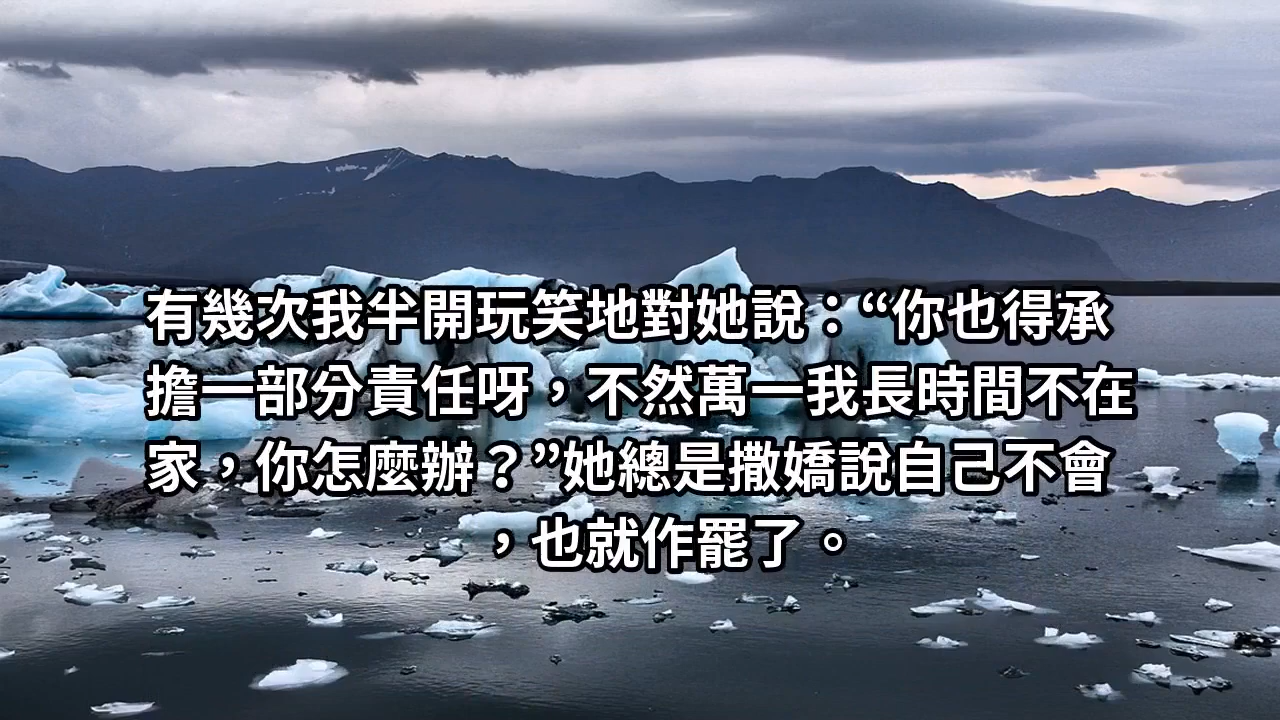 有幾次我半開玩笑地對她說：“你也得承
擔一部分責任呀，不然萬一我長時間不在
家，你怎麼辦？”她總是撒嬌說自己不會
，也就作罷了。